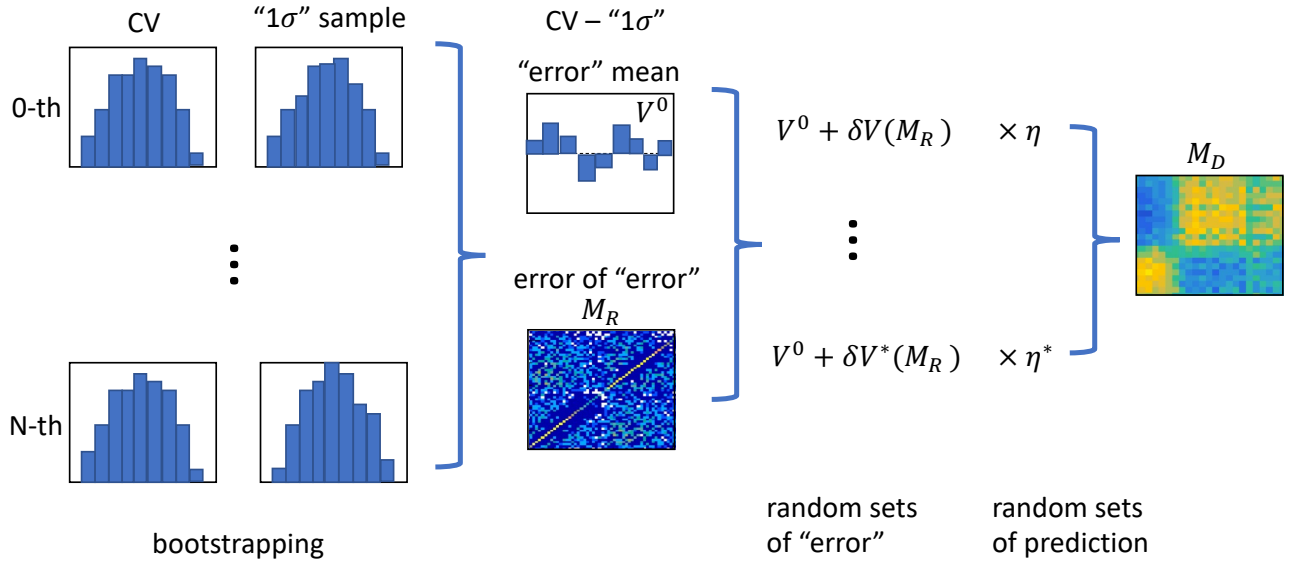 CV
“1σ” sample
CV – “1σ”
0-th
“error” mean
V⁰
V⁰ + δV(M_R) × η
M_D
⋮
⋮
error of “error”
M_R
V⁰ + δV*(M_R) × η*
N-th
bootstrapping
random sets
of “error”
random sets
of prediction